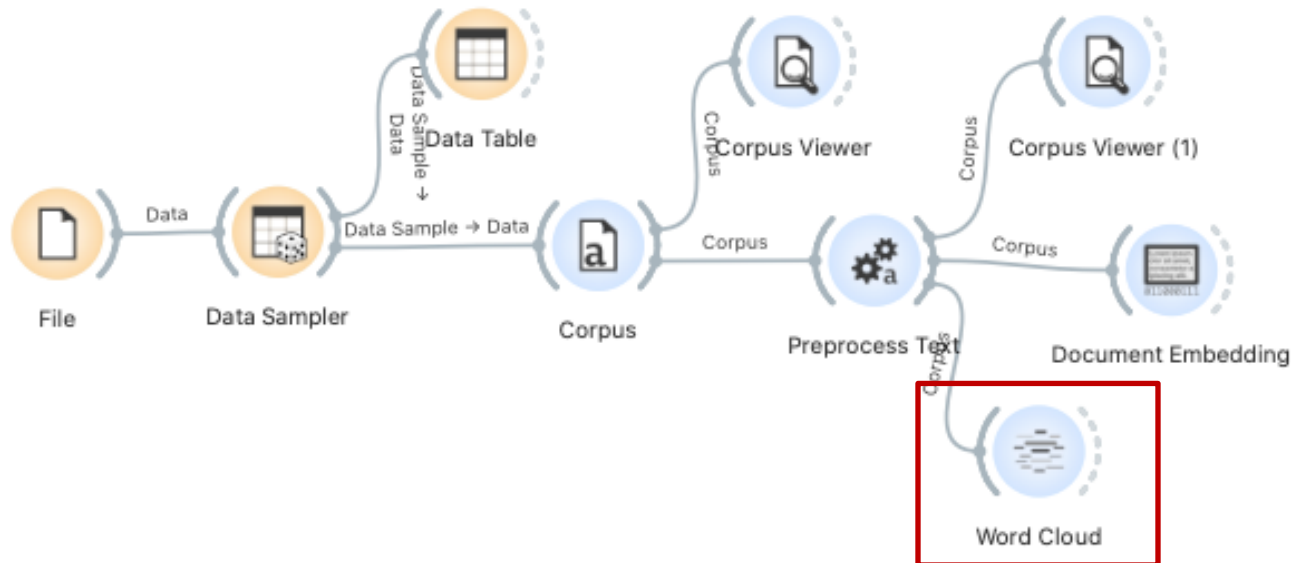 Data Sample → Data
Data Table
Corpus
Corpus Viewer
Corpus
Corpus Viewer (1)
Data
Data Sample → Data
a
Corpus
a
Corpus
File
Data Sampler
Corpus
Preprocess Text
Document Embedding
Corpus
Word Cloud